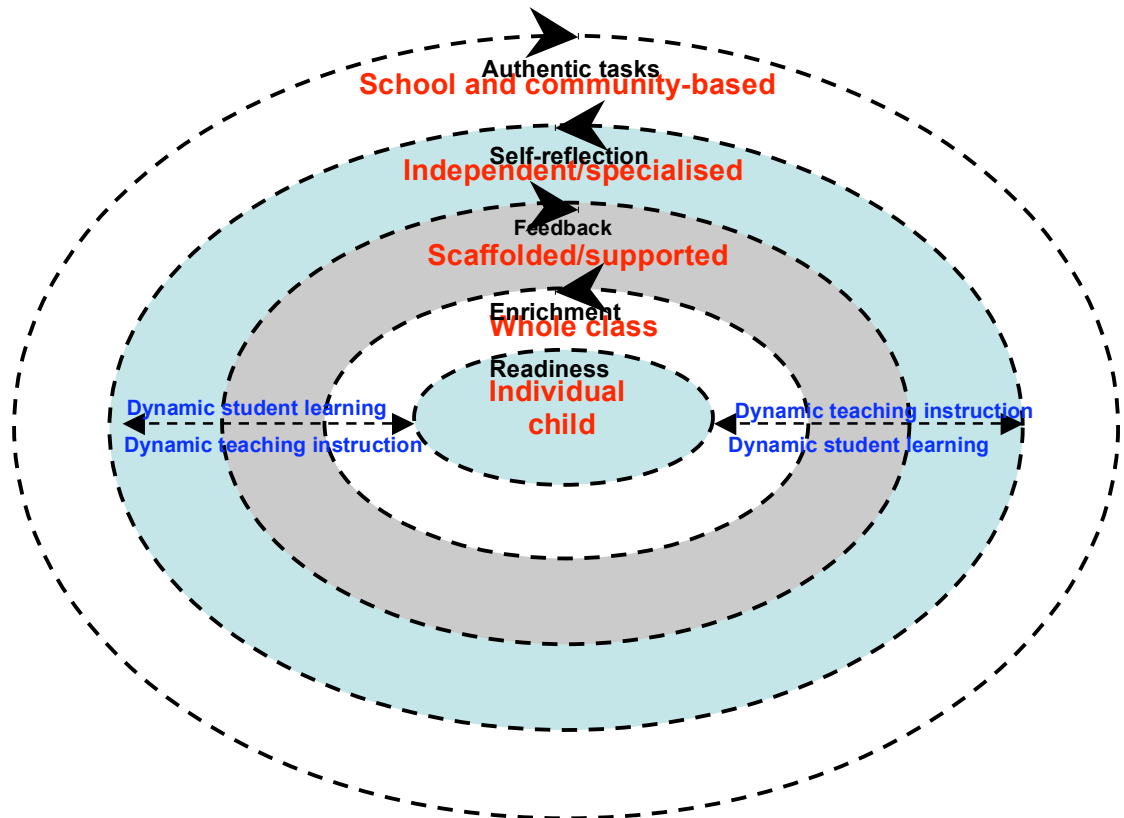 Authentic tasks
School and community-based
Self-reflection
Independent/specialised
Feedback
Scaffolded/supported
Enrichment
Whole class
Readiness
Individual
child
Dynamic student learning
Dynamic teaching instruction
Dynamic teaching instruction
Dynamic student learning